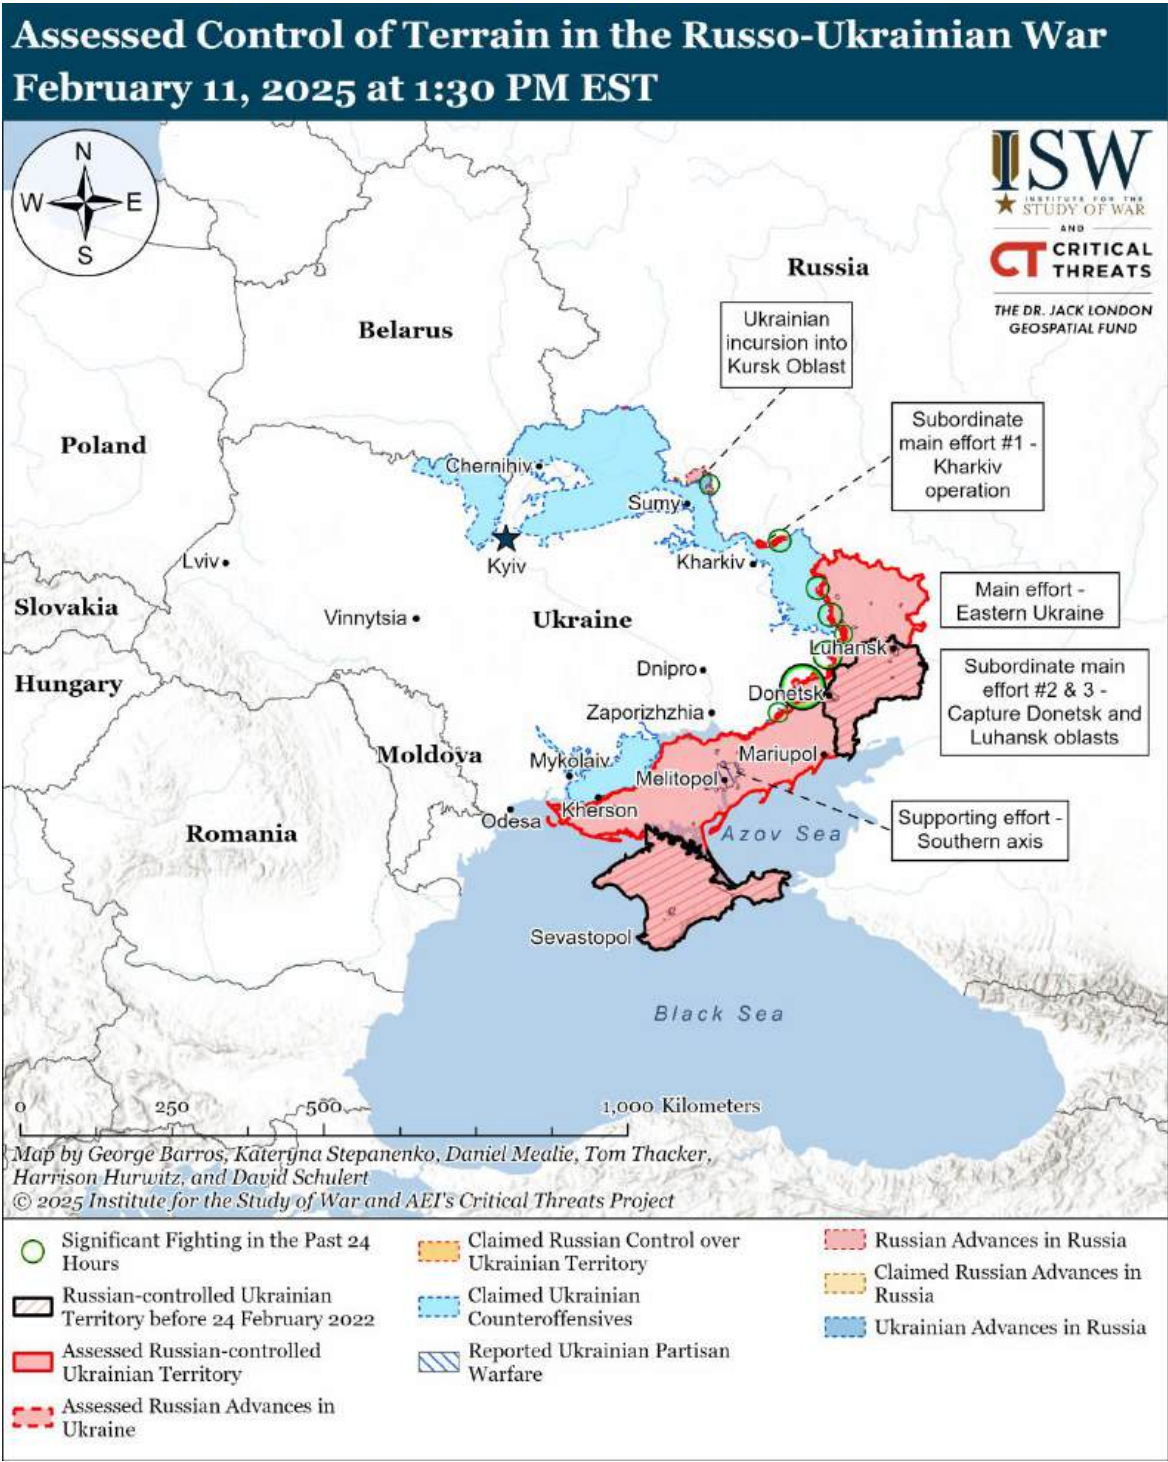 Assessed Control of Terrain in the Russo-Ukrainian War
February 11, 2025 at 1:30 PM EST
N
W
E
S
ISW
INSTITUTE FOR THE
STUDY OF WAR
AND
CT CRITICAL
THREATS
THE DR. JACK LONDON
GEOSPATIAL FUND
Russia
Belarus
Ukrainian
incursion into
Kursk Oblast
Subordinate
main effort #1 -
Kharkiv
operation
Poland
Chernihiv
Sumy
Kyiv
Lviv
Kharkiv
Main effort -
Eastern Ukraine
Slovakia
Vinnytsia
Ukraine
Luhansk
Hungary
Dnipro
Donetsk
Subordinate main
effort #2 & 3 -
Capture Donetsk and
Luhansk oblasts
Zaporizhzhia
Moldova
Mykolaiv
Mariupol
Melitopol
Kherson
Odesa
Romania
Azov Sea
Supporting effort -
Southern axis
Sevastopol
Black Sea
0
250
500
1,000 Kilometers
Map by George Barros, Kateryna Stepanenko, Daniel Mealie, Tom Thacker,
Harrison Hurwitz, and David Schulert
© 2025 Institute for the Study of War and AEI's Critical Threats Project
Significant Fighting in the Past 24
Hours
Russian-controlled Ukrainian
Territory before 24 February 2022
Assessed Russian-controlled
Ukrainian Territory
Assessed Russian Advances in
Ukraine
Claimed Russian Control over
Ukrainian Territory
Claimed Ukrainian
Counteroffensives
Reported Ukrainian Partisan
Warfare
Russian Advances in Russia
Claimed Russian Advances in
Russia
Ukrainian Advances in Russia